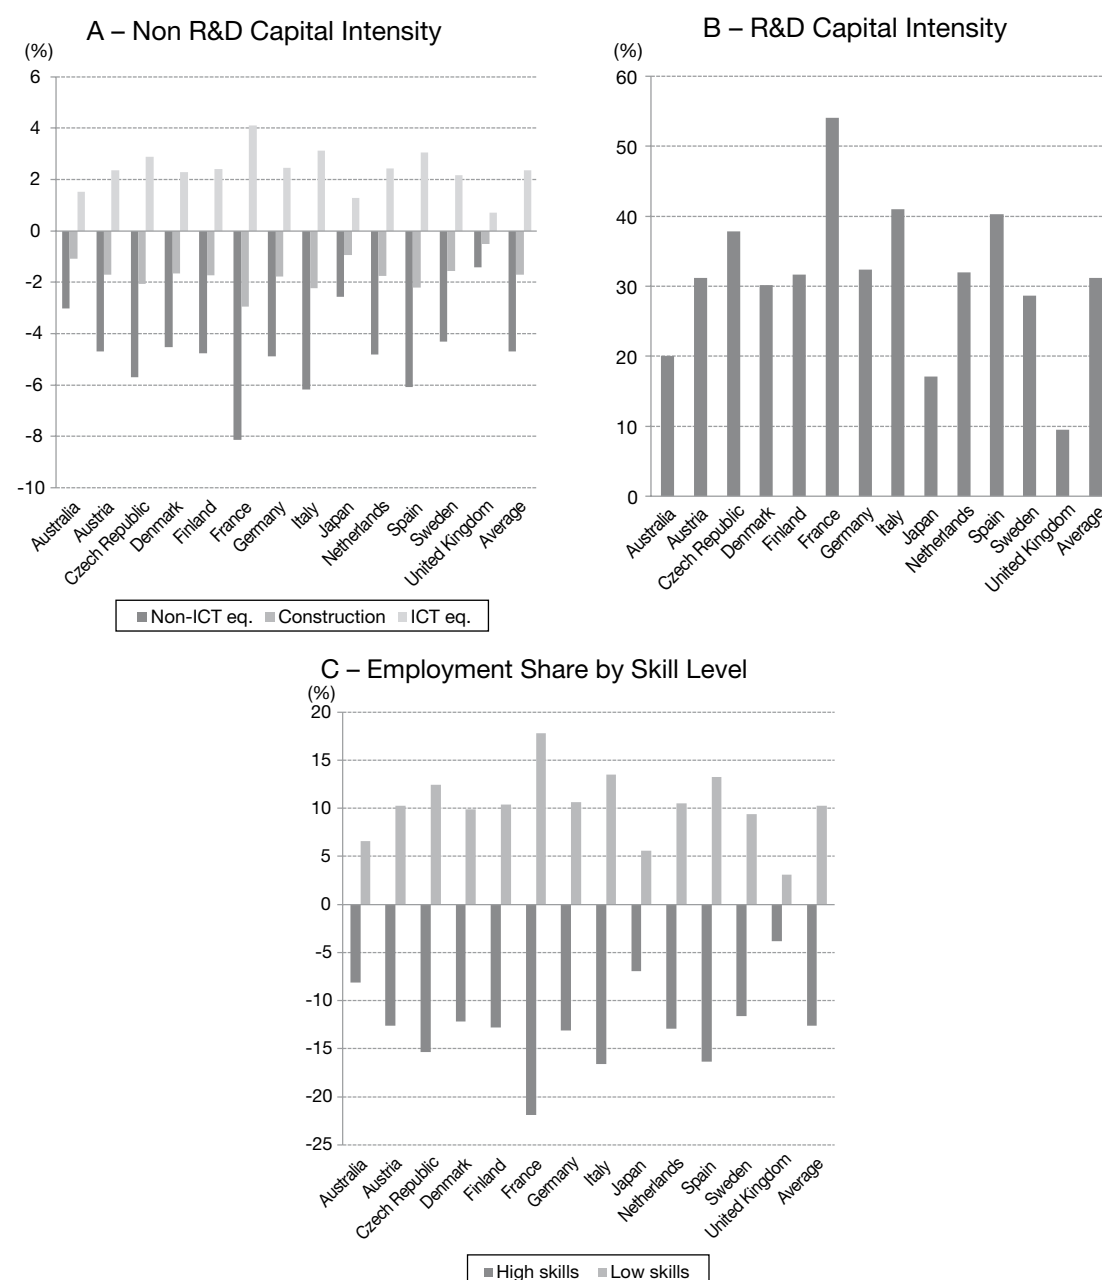 A – Non R&D Capital Intensity
(%)
6
4
2
0
-2
-4
-6
-8
-10
Australia
Austria
Czech Republic
Denmark
Finland
France
Germany
Italy
Japan
Netherlands
Spain
Sweden
United Kingdom
Average
Non-ICT eq. Construction ICT eq.
B – R&D Capital Intensity
(%)
60
50
40
30
20
10
0
Australia
Austria
Czech Republic
Denmark
Finland
France
Germany
Italy
Japan
Netherlands
Spain
Sweden
United Kingdom
Average
C – Employment Share by Skill Level
(%)
20
15
10
5
0
-5
-10
-15
-20
-25
Australia
Austria
Czech Republic
Denmark
Finland
France
Germany
Italy
Japan
Netherlands
Spain
Sweden
United Kingdom
Average
High skills Low skills